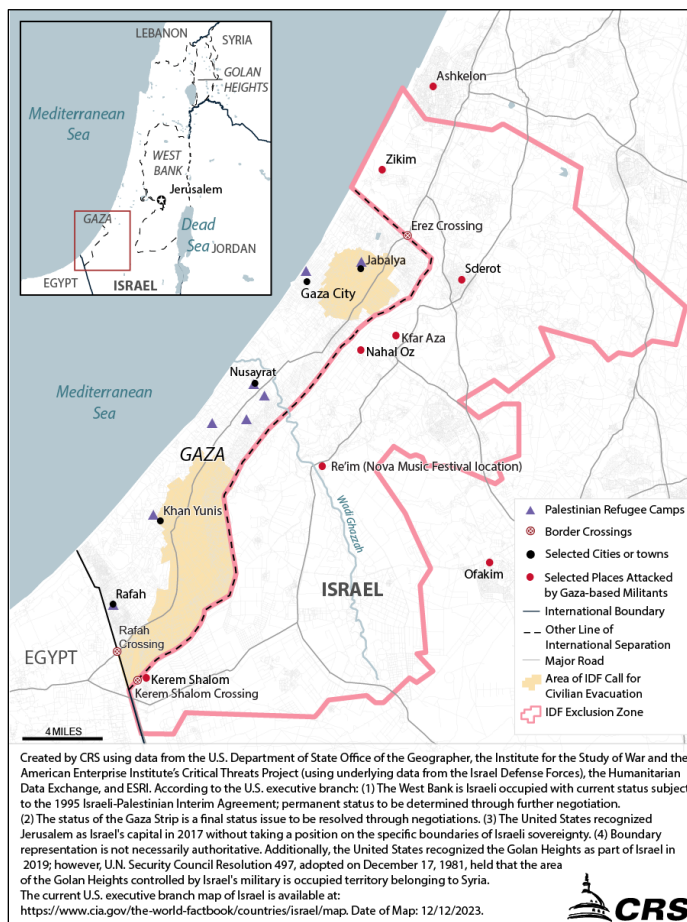 LEBANON
SYRIA
GOLAN
HEIGHTS
Mediterranean
Sea
WEST
BANK
Jerusalem
GAZA
Dead
Sea
JORDAN
EGYPT
ISRAEL
Ashkelon
Zikim
Erez Crossing
Jabalya
Sderot
Gaza City
Kfar Aza
Nahal Oz
Nusayrat
Mediterranean
Sea
GAZA
Re'im (Nova Music Festival location)
Khan Yunis
Wadi Ghazzah
Ofakim
ISRAEL
Rafah
Rafah
Crossing
EGYPT
Kerem Shalom
Kerem Shalom Crossing
4 MILES
Palestinian Refugee Camps
Border Crossings
Selected Cities or towns
Selected Places Attacked
by Gaza-based Militants
International Boundary
Other Line of
International Separation
Major Road
Area of IDF Call for
Civilian Evacuation
IDF Exclusion Zone
Created by CRS using data from the U.S. Department of State Office of the Geographer, the Institute for the Study of War and the
American Enterprise Institute's Critical Threats Project (using underlying data from the Israel Defense Forces), the Humanitarian
Data Exchange, and ESRI. According to the U.S. executive branch: (1) The West Bank is Israeli occupied with current status subject
to the 1995 Israeli-Palestinian Interim Agreement; permanent status to be determined through further negotiation.
(2) The status of the Gaza Strip is a final status issue to be resolved through negotiations. (3) The United States recognized
Jerusalem as Israel's capital in 2017 without taking a position on the specific boundaries of Israeli sovereignty. (4) Boundary
representation is not necessarily authoritative. Additionally, the United States recognized the Golan Heights as part of Israel in
2019; however, U.N. Security Council Resolution 497, adopted on December 17, 1981, held that the area
of the Golan Heights controlled by Israel's military is occupied territory belonging to Syria.
The current U.S. executive branch map of Israel is available at:
https://www.cia.gov/the-world-factbook/countries/israel/map. Date of Map: 12/12/2023.
CRS